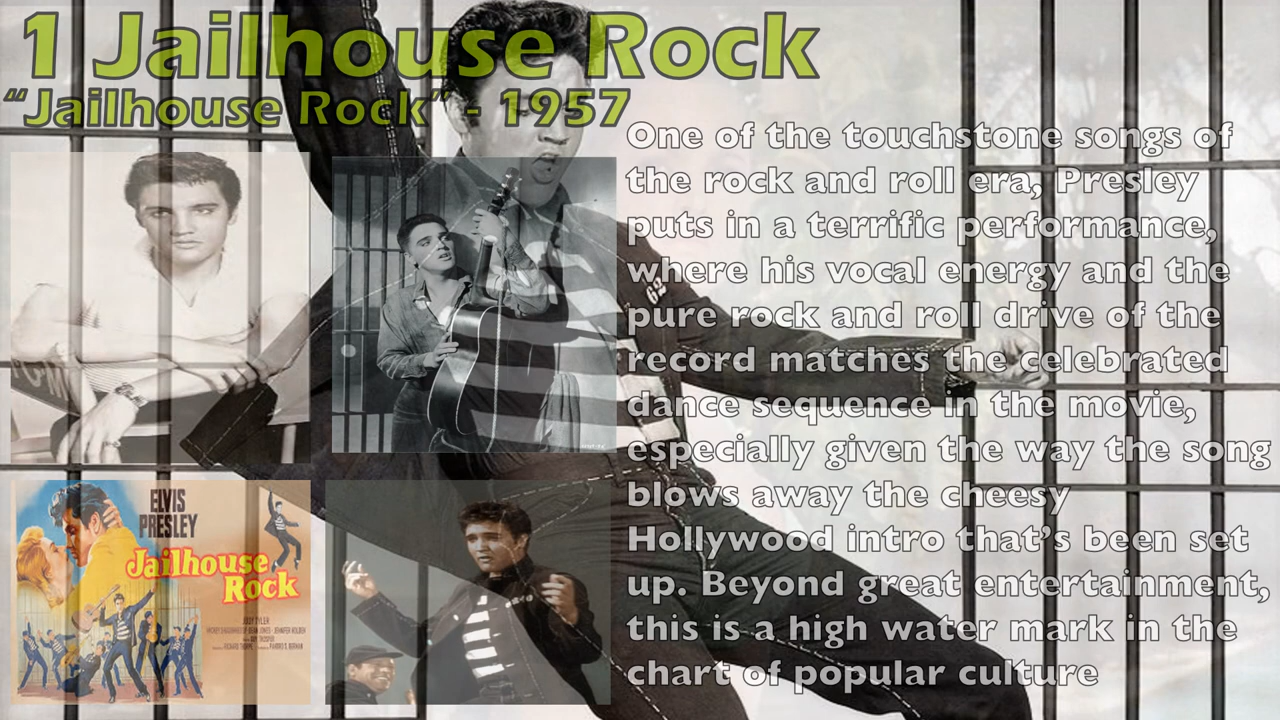 1 Jailhouse Rock
“Jailhouse Rock” - 1957
One of the touchstone songs of
the rock and roll era, Presley
puts in a terrific performance,
where his vocal energy and the
pure rock and roll drive of the
record matches the celebrated
dance sequence in the movie,
especially given the way the song
blows away the cheesy
Hollywood intro that’s been set
up. Beyond great entertainment,
this is a high water mark in the
chart of popular culture
62
ELVIS
PRESLEY
Jailhouse
Rock
JUDY TYLER